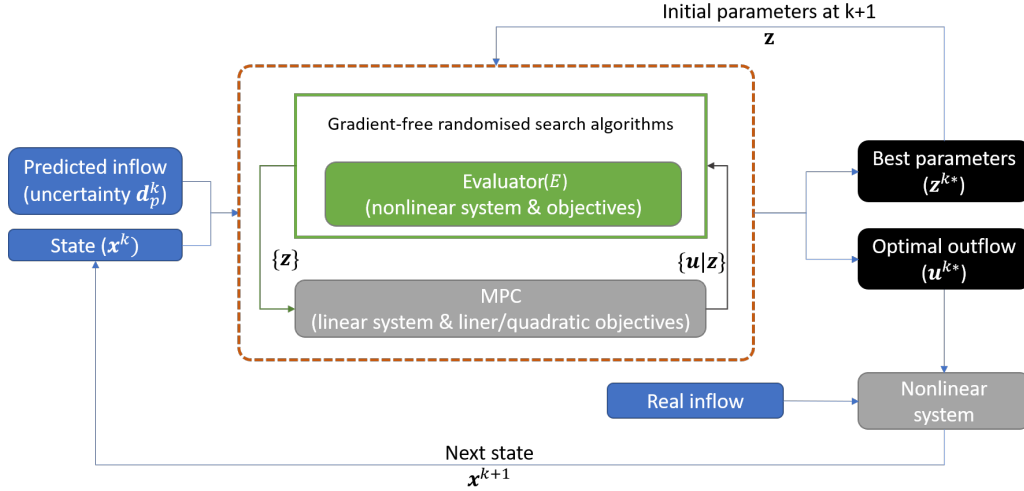 Initial parameters at k+1
z
Gradient-free randomised search algorithms
Predicted inflow
(uncertainty d_p^k)
Evaluator(E)
(nonlinear system & objectives)
Best parameters
(z^{k*})
State (x^k)
{z}
{u|z}
Optimal outflow
(u^{k*})
MPC
(linear system & liner/quadratic objectives)
Real inflow
Nonlinear
system
Next state
x^{k+1}